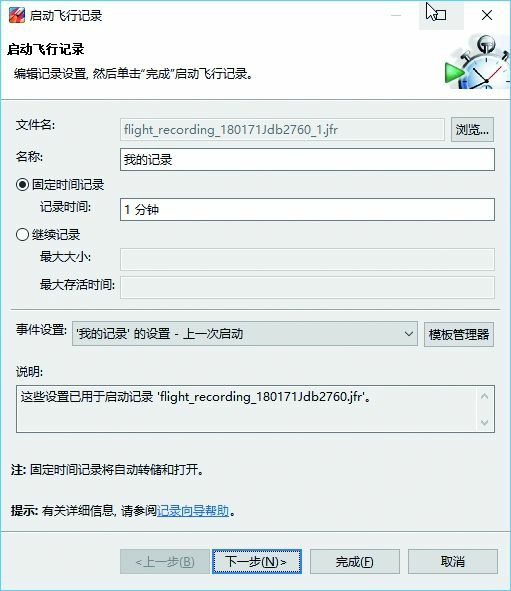 启动飞行记录
启动飞行记录
编辑记录设置, 然后单击“完成”启动飞行记录。
文件名: flight_recording_180171Jdb2760_1.jfr 浏览...
名称: 我的记录
固定时间记录
记录时间: 1 分钟
继续记录
最大大小:
最大存活时间:
事件设置: '我的记录' 的设置 - 上一次启动 模板管理器
说明:
这些设置已用于启动记录 'flight_recording_180171Jdb2760.jfr'。
注: 固定时间记录将自动转储和打开。
提示: 有关详细信息, 请参阅记录向导帮助。
<上一步(B) 下一步(N)> 完成(F) 取消